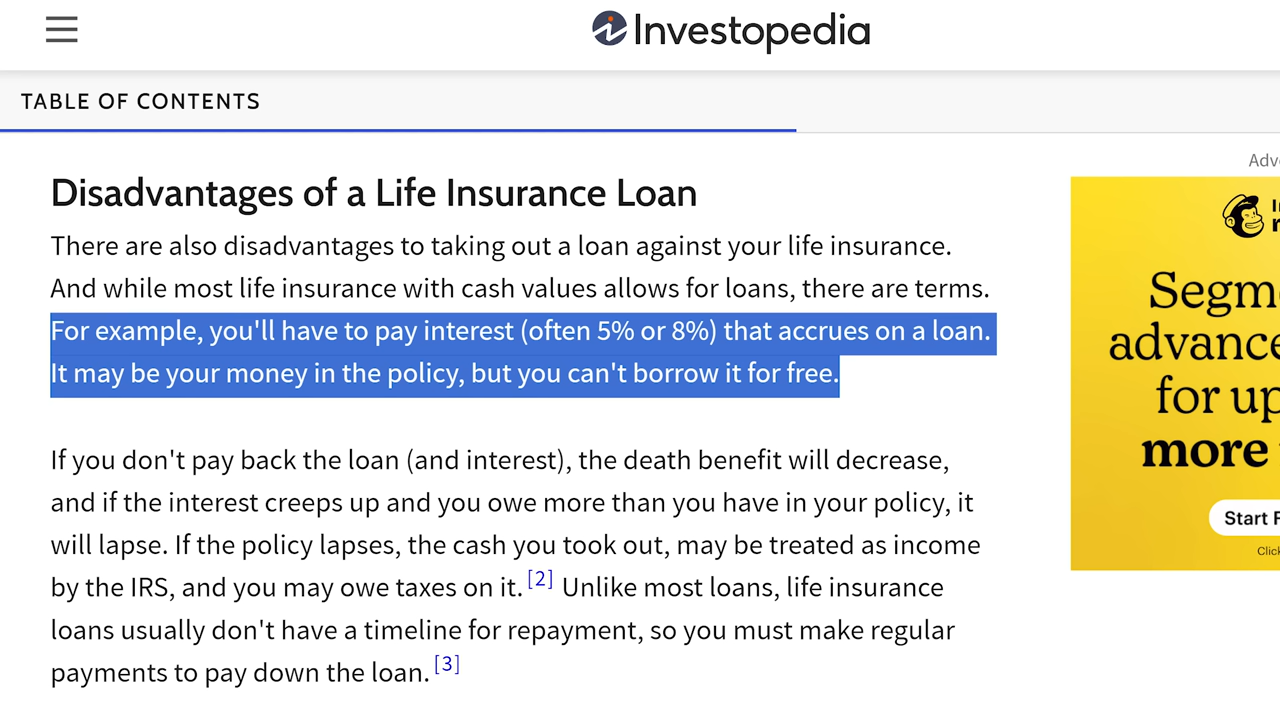 Investopedia
TABLE OF CONTENTS
Disadvantages of a Life Insurance Loan
There are also disadvantages to taking out a loan against your life insurance.
And while most life insurance with cash values allows for loans, there are terms.
For example, you'll have to pay interest (often 5% or 8%) that accrues on a loan.
It may be your money in the policy, but you can't borrow it for free.
If you don't pay back the loan (and interest), the death benefit will decrease,
and if the interest creeps up and you owe more than you have in your policy, it
will lapse. If the policy lapses, the cash you took out, may be treated as income
by the IRS, and you may owe taxes on it.[2] Unlike most loans, life insurance
loans usually don't have a timeline for repayment, so you must make regular
payments to pay down the loan.[3]
for
more
Start